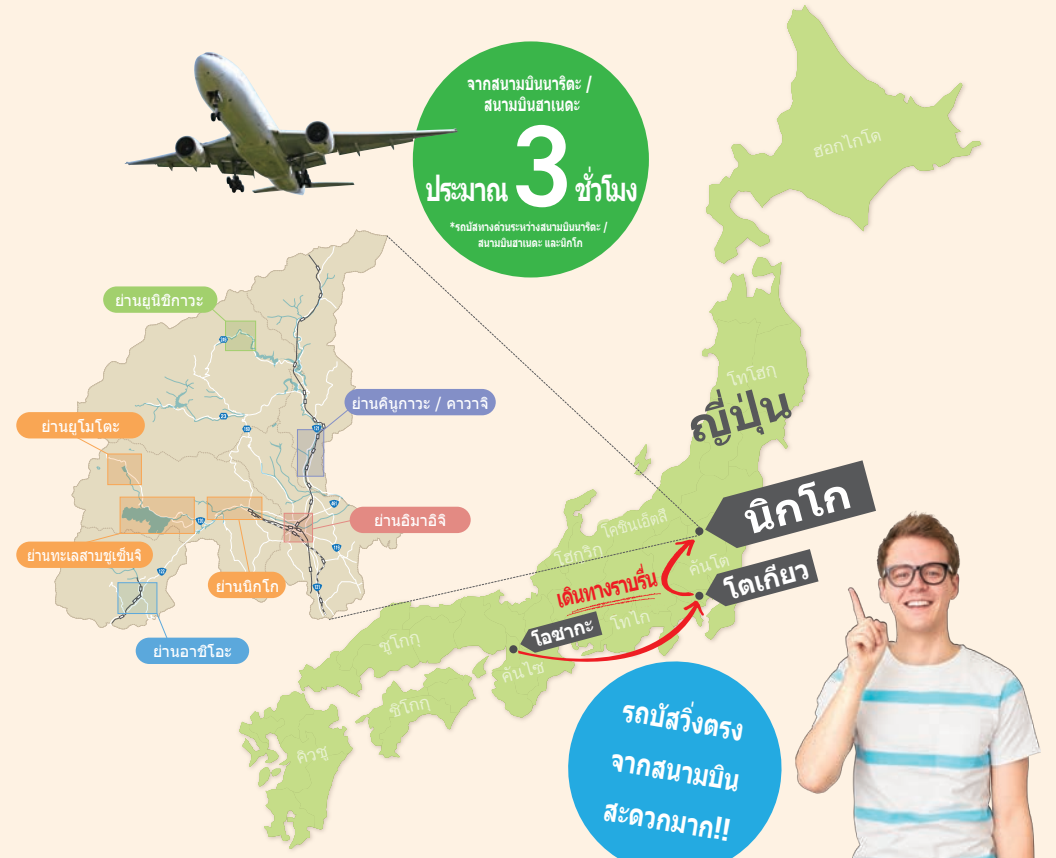 จากสนามบินนาริตะ /
สนามบินฮาเนดะ
ประมาณ 3 ชั่วโมง
*รถบัสทางด่วนระหว่างสนามบินนาริตะ /
สนามบินฮาเนดะ และนิกโก
ฮอกไกโด
ย่านยูนิชิกาวะ
ย่านคินูกาวะ / คาวาจิ
ย่านยูโมโตะ
ย่านอิมาอิจิ
ย่านทะเลสาบชูเซ็นจิ
ย่านนิกโก
ย่านอาชิโอะ
โทโฮกุ
ญี่ปุ่น
นิกโก
โคชินเอ็ตสึ
โฮกุริก
คันโต
เดินทางราบรื่น
โตเกียว
โอซากะ
โทไก
ชูโกกุ
คันไซ
ชิโกกุ
คิวชู
รถบัสวิ่งตรง
จากสนามบิน
สะดวกมาก!!